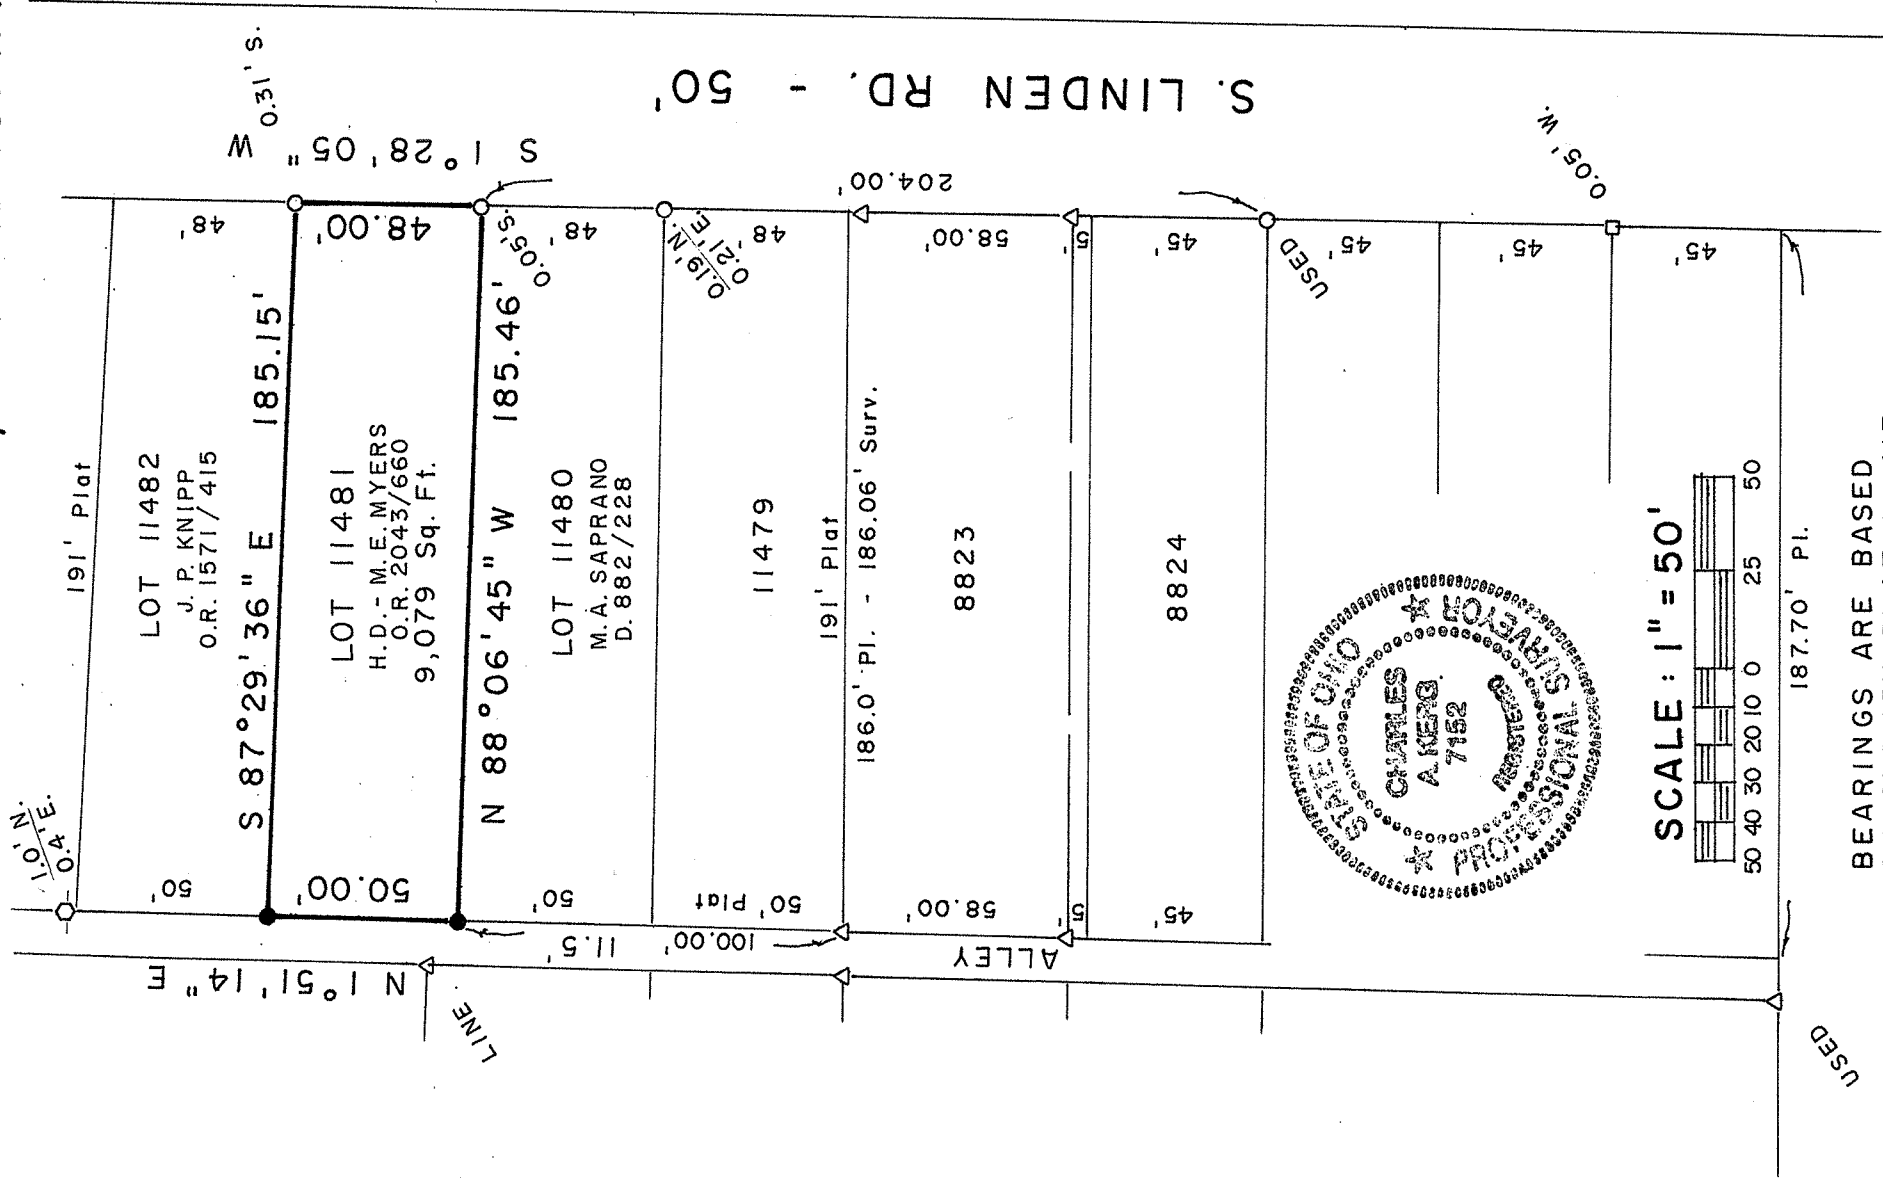 0.31' S.
S. LINDEN RD. - 50'
S 1° 28' 05" W
0.05' W.
204.00'
48'
48.00'
0.05' S.
48'
0.19' N.
0.21' E.
48'
58.00'
5'
45'
USED
45'
45'
45'
191' Plat
LOT 11482
J. P. KNIPP
O.R. 1571/415
S 87° 29' 36" E 185.15'
LOT 11481
H. D. - M. E. MYERS
O.R. 2043/660
9,079 Sq. Ft.
N 88° 06' 45" W 185.46'
LOT 11480
M. A. SAPRANO
D. 882/228
11479
191' Plat
186.0' Pl. - 186.06' Surv.
8823
8824
STATE OF OHIO
CHARLES
A. KERG
7152
REGISTERED
PROFESSIONAL SURVEYOR
SCALE : 1" = 50'
50 40 30 20 10 0 25 50
187.70' Pl.
BEARINGS ARE BASED
1.0' N.
0.4' E.
50'
50.00'
50'
50' Plat
58.00'
5'
45'
11.5'
100.00'
ALLEY
N 1° 51' 14" E
LINE
USED